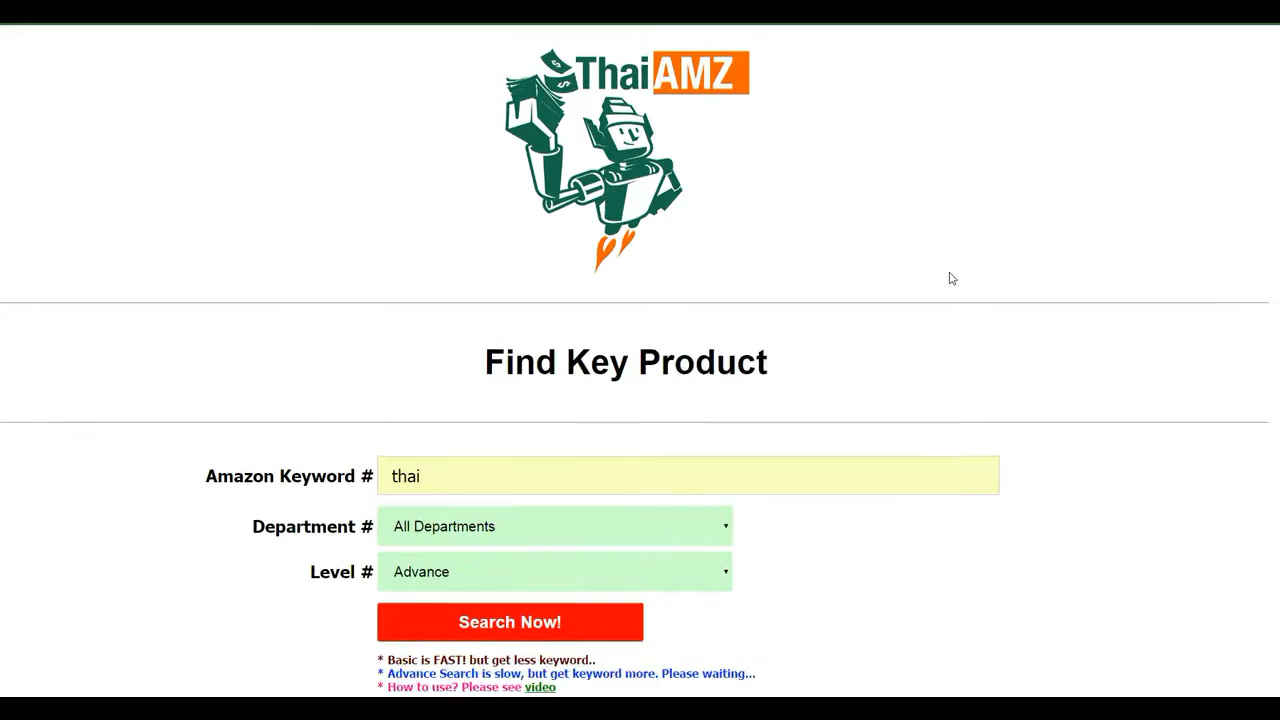 ThaiAMZ
Find Key Product
Amazon Keyword # thai
Department # All Departments
Level # Advance
Search Now!
* Basic is FAST! but get less keyword..
* Advance Search is slow, but get keyword more. Please waiting...
* How to use? Please see video